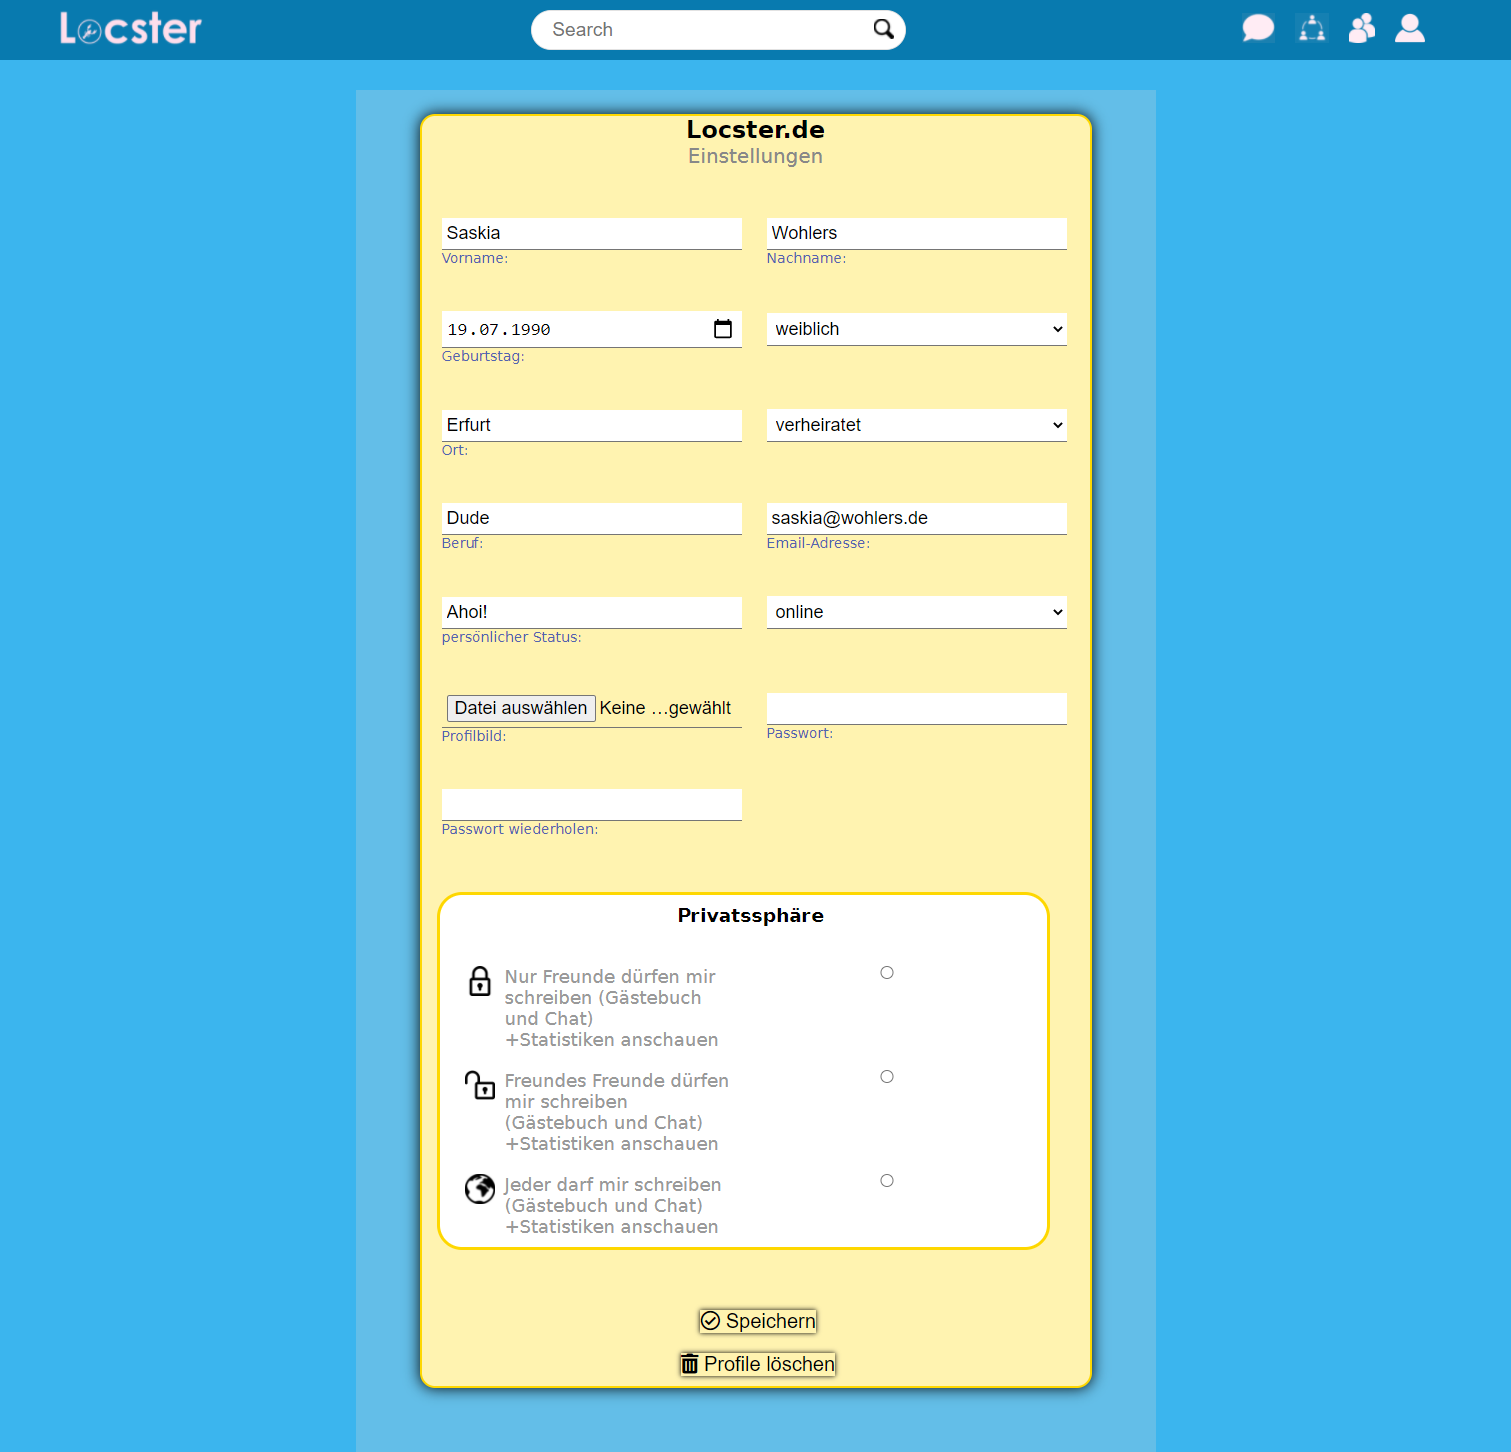 Locster
Search
Locster.de
Einstellungen
Saskia
Wohlers
Vorname:
Nachname:
19.07.1990
weiblich
Geburtstag:
Erfurt
verheiratet
Ort:
Dude
saskia@wohlers.de
Beruf:
Email-Adresse:
Ahoi!
online
persönlicher Status:
Datei auswählen Keine ...gewählt
Profilbild:
Passwort:
Passwort wiederholen:
Privatssphäre
Nur Freunde dürfen mir
schreiben (Gästebuch
und Chat)
+Statistiken anschauen
Freundes Freunde dürfen
mir schreiben
(Gästebuch und Chat)
+Statistiken anschauen
Jeder darf mir schreiben
(Gästebuch und Chat)
+Statistiken anschauen
Speichern
Profile löschen